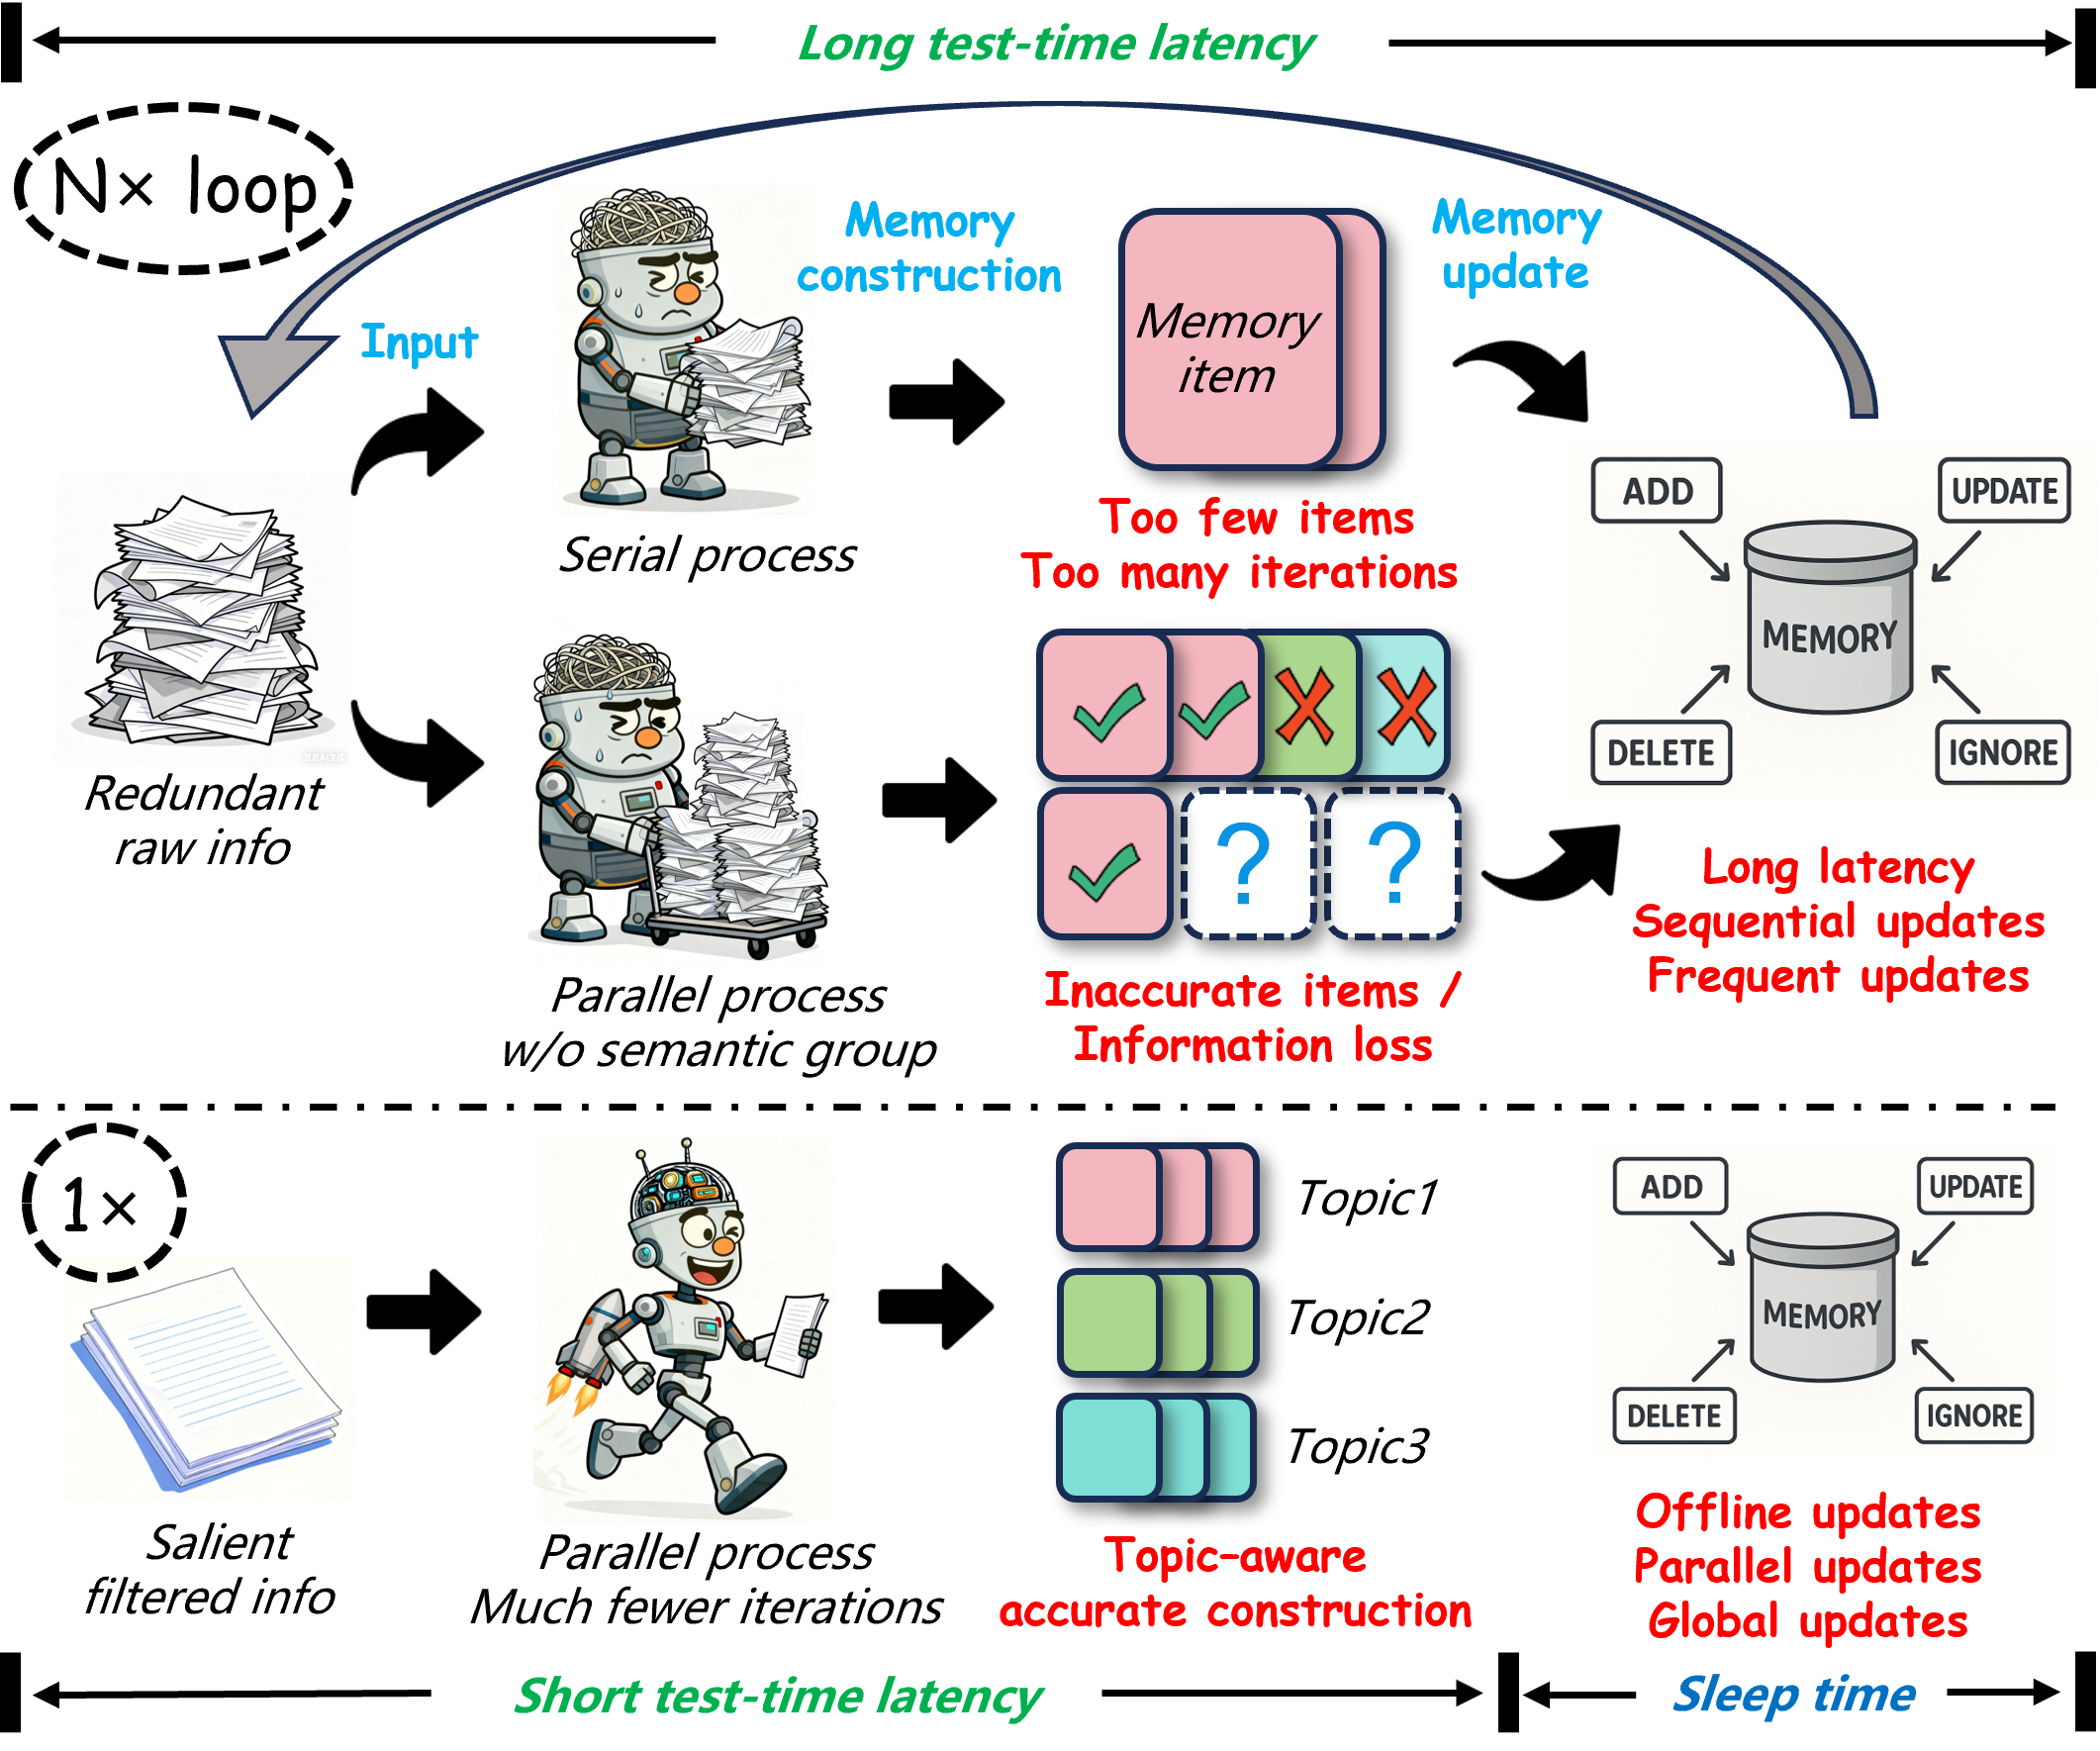 Long test-time latency
N× loop
Input
Memory
construction
Memory
update
Memory
item
Serial process
Too few items
Too many iterations
ADD
UPDATE
MEMORY
DELETE
IGNORE
Redundant
raw info
?
?
Parallel process
w/o semantic group
Inaccurate items /
Information loss
Long latency
Sequential updates
Frequent updates
1×
Salient
filtered info
Parallel process
Much fewer iterations
Topic1
Topic2
Topic3
Topic-aware
accurate construction
ADD
UPDATE
MEMORY
DELETE
IGNORE
Offline updates
Parallel updates
Global updates
Short test-time latency
Sleep time